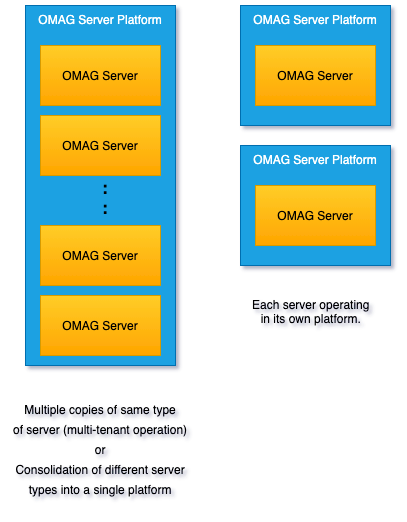 OMAG Server Platform
OMAG Server
OMAG Server
OMAG Server
OMAG Server
Multiple copies of same type
of server (multi-tenant operation)
or
Consolidation of different server
types into a single platform
OMAG Server Platform
OMAG Server
OMAG Server Platform
OMAG Server
Each server operating
in its own platform.